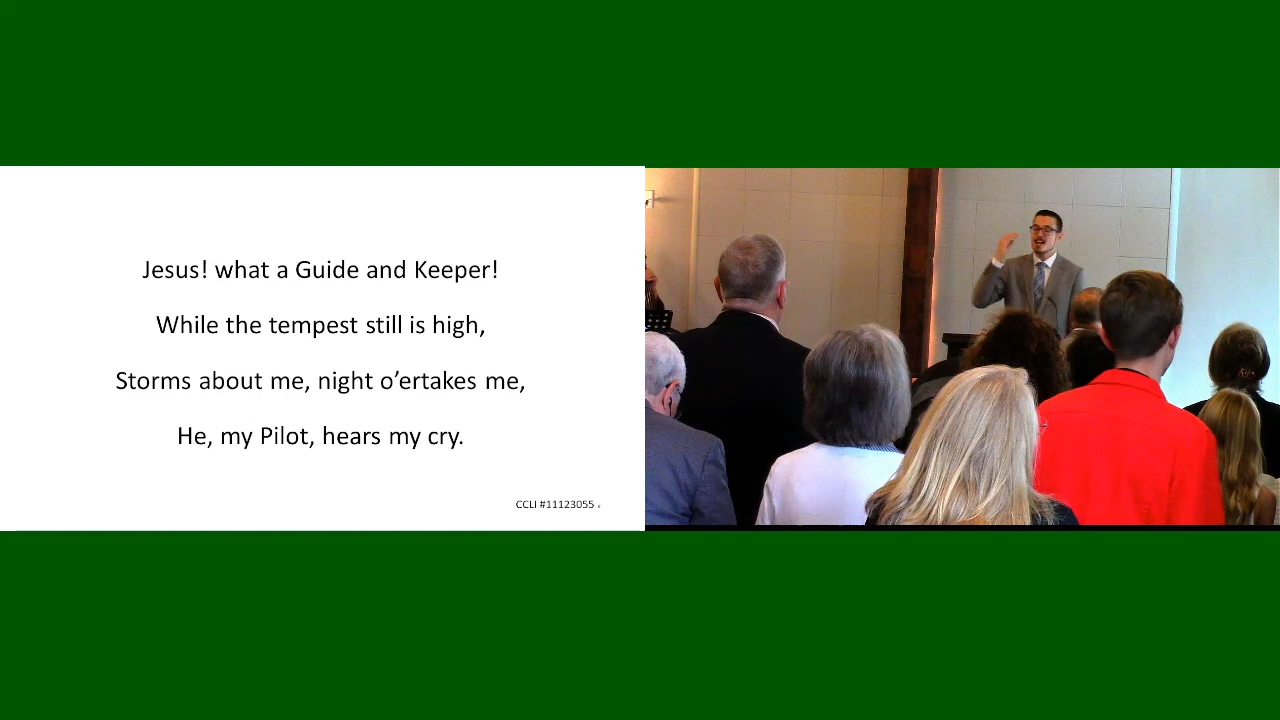 Jesus! what a Guide and Keeper!
While the tempest still is high,
Storms about me, night o’ertakes me,
He, my Pilot, hears my cry.
CCLI #11123055